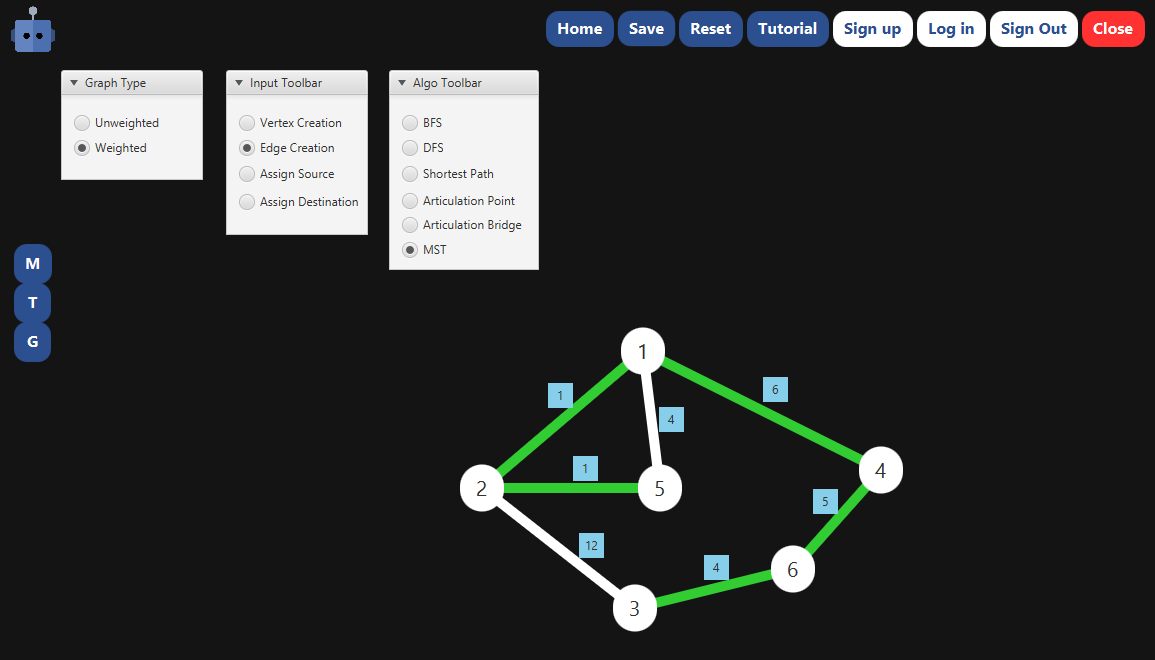 Home Save Reset Tutorial Sign up Log in Sign Out Close
Graph Type
Unweighted
Weighted
Input Toolbar
Vertex Creation
Edge Creation
Assign Source
Assign Destination
Algo Toolbar
BFS
DFS
Shortest Path
Articulation Point
Articulation Bridge
MST
M
T
G
1
6
1
4
1
4
2
5
5
12
4
6
3